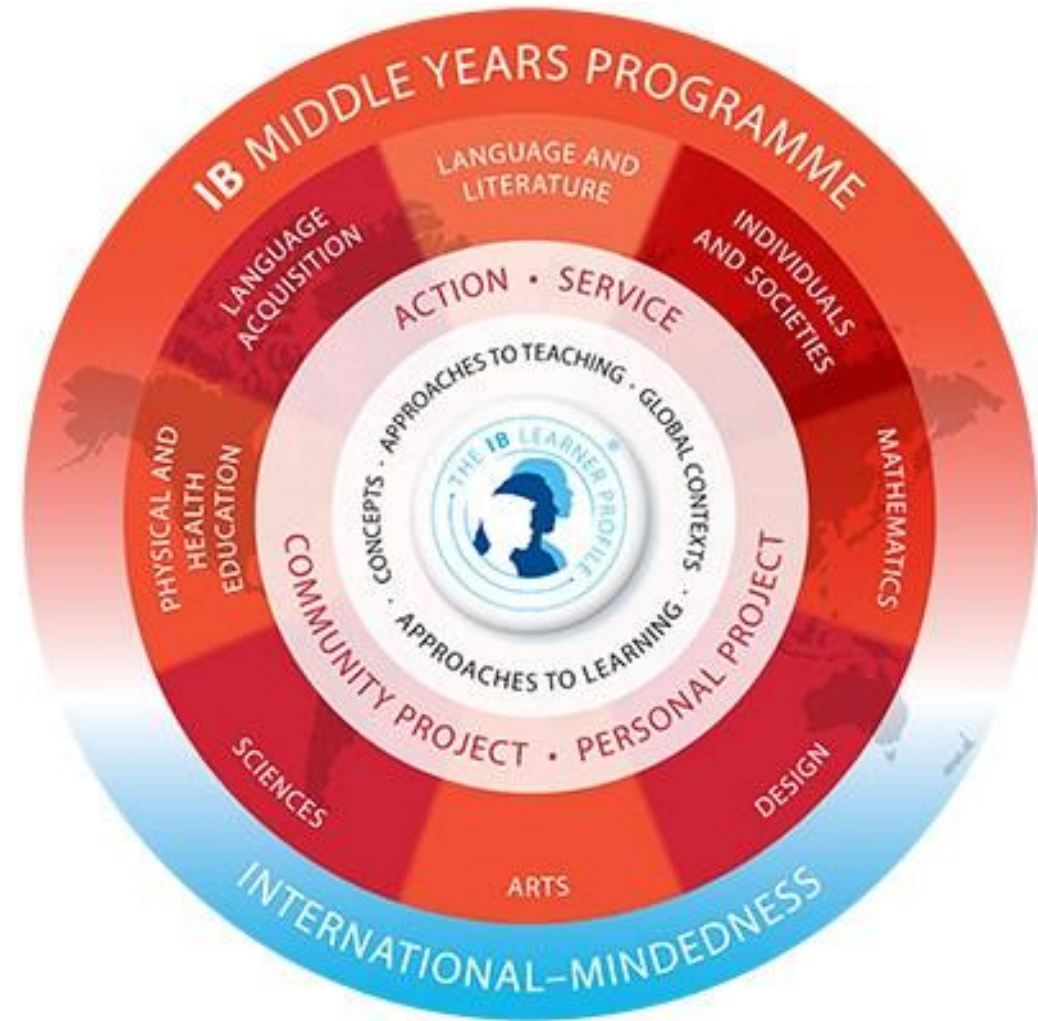 IB MIDDLE YEARS PROGRAMME
LANGUAGE AND
LITERATURE
INDIVIDUALS
AND SOCIETIES
MATHEMATICS
DESIGN
ARTS
SCIENCES
PHYSICAL AND
HEALTH
EDUCATION
LANGUAGE
ACQUISITION
ACTION • SERVICE
COMMUNITY PROJECT • PERSONAL PROJECT
APPROACHES TO TEACHING • GLOBAL CONTEXTS •
CONCEPTS • APPROACHES TO LEARNING •
• THE IB LEARNER PROFILE • ®
INTERNATIONAL–MINDEDNESS